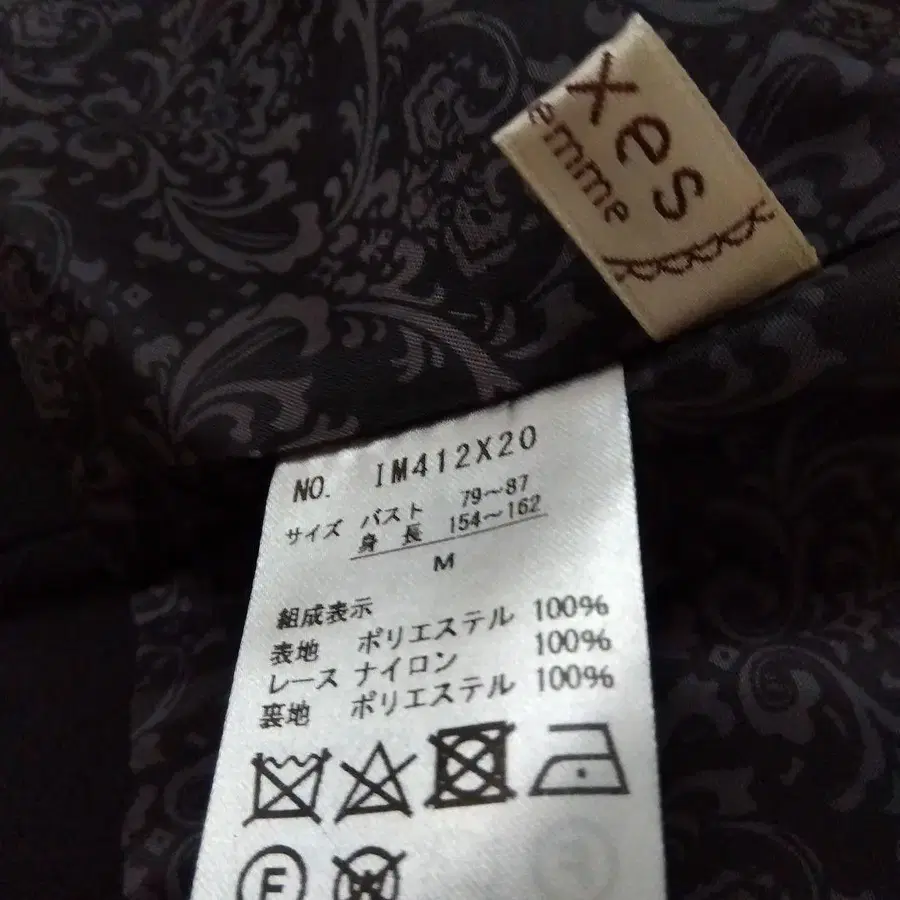 xes
emme
NO. IM412X20
サイズ バスト 79～87
身長 154～162
M
組成表示
表地 ポリエステル 100%
レース ナイロン 100%
裏地 ポリエステル 100%
F
W